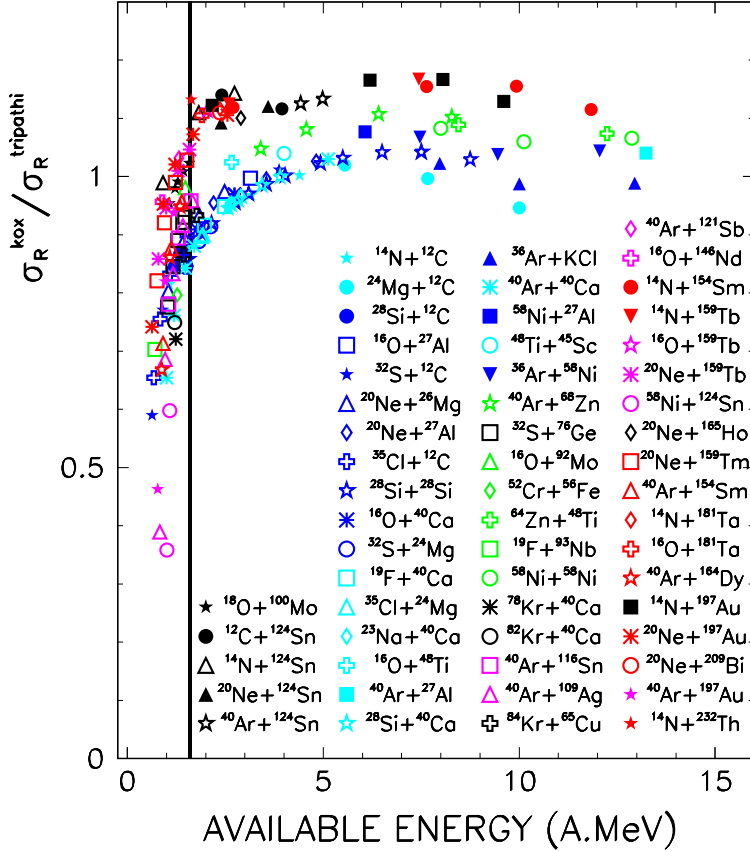 σR kox / σR tripathi
1
0.5
0
0 5 10 15
AVAILABLE ENERGY (A.MeV)
18O+100Mo
12C+124Sn
14N+124Sn
20Ne+124Sn
40Ar+124Sn
14N+12C
24Mg+12C
28Si+12C
16O+27Al
32S+12C
20Ne+26Mg
20Ne+27Al
35Cl+12C
28Si+28Si
16O+40Ca
32S+24Mg
19F+40Ca
35Cl+24Mg
23Na+40Ca
16O+48Ti
40Ar+27Al
28Si+40Ca
36Ar+KCl
40Ar+40Ca
58Ni+27Al
48Ti+45Sc
36Ar+58Ni
40Ar+68Zn
32S+76Ge
16O+92Mo
52Cr+56Fe
64Zn+48Ti
19F+93Nb
58Ni+58Ni
78Kr+40Ca
82Kr+40Ca
40Ar+116Sn
40Ar+109Ag
84Kr+65Cu
40Ar+121Sb
16O+146Nd
14N+154Sm
14N+159Tb
16O+159Tb
20Ne+159Tb
58Ni+124Sn
20Ne+165Ho
20Ne+159Tm
40Ar+154Sm
14N+181Ta
16O+181Ta
40Ar+164Dy
14N+197Au
20Ne+197Au
20Ne+209Bi
40Ar+197Au
14N+232Th